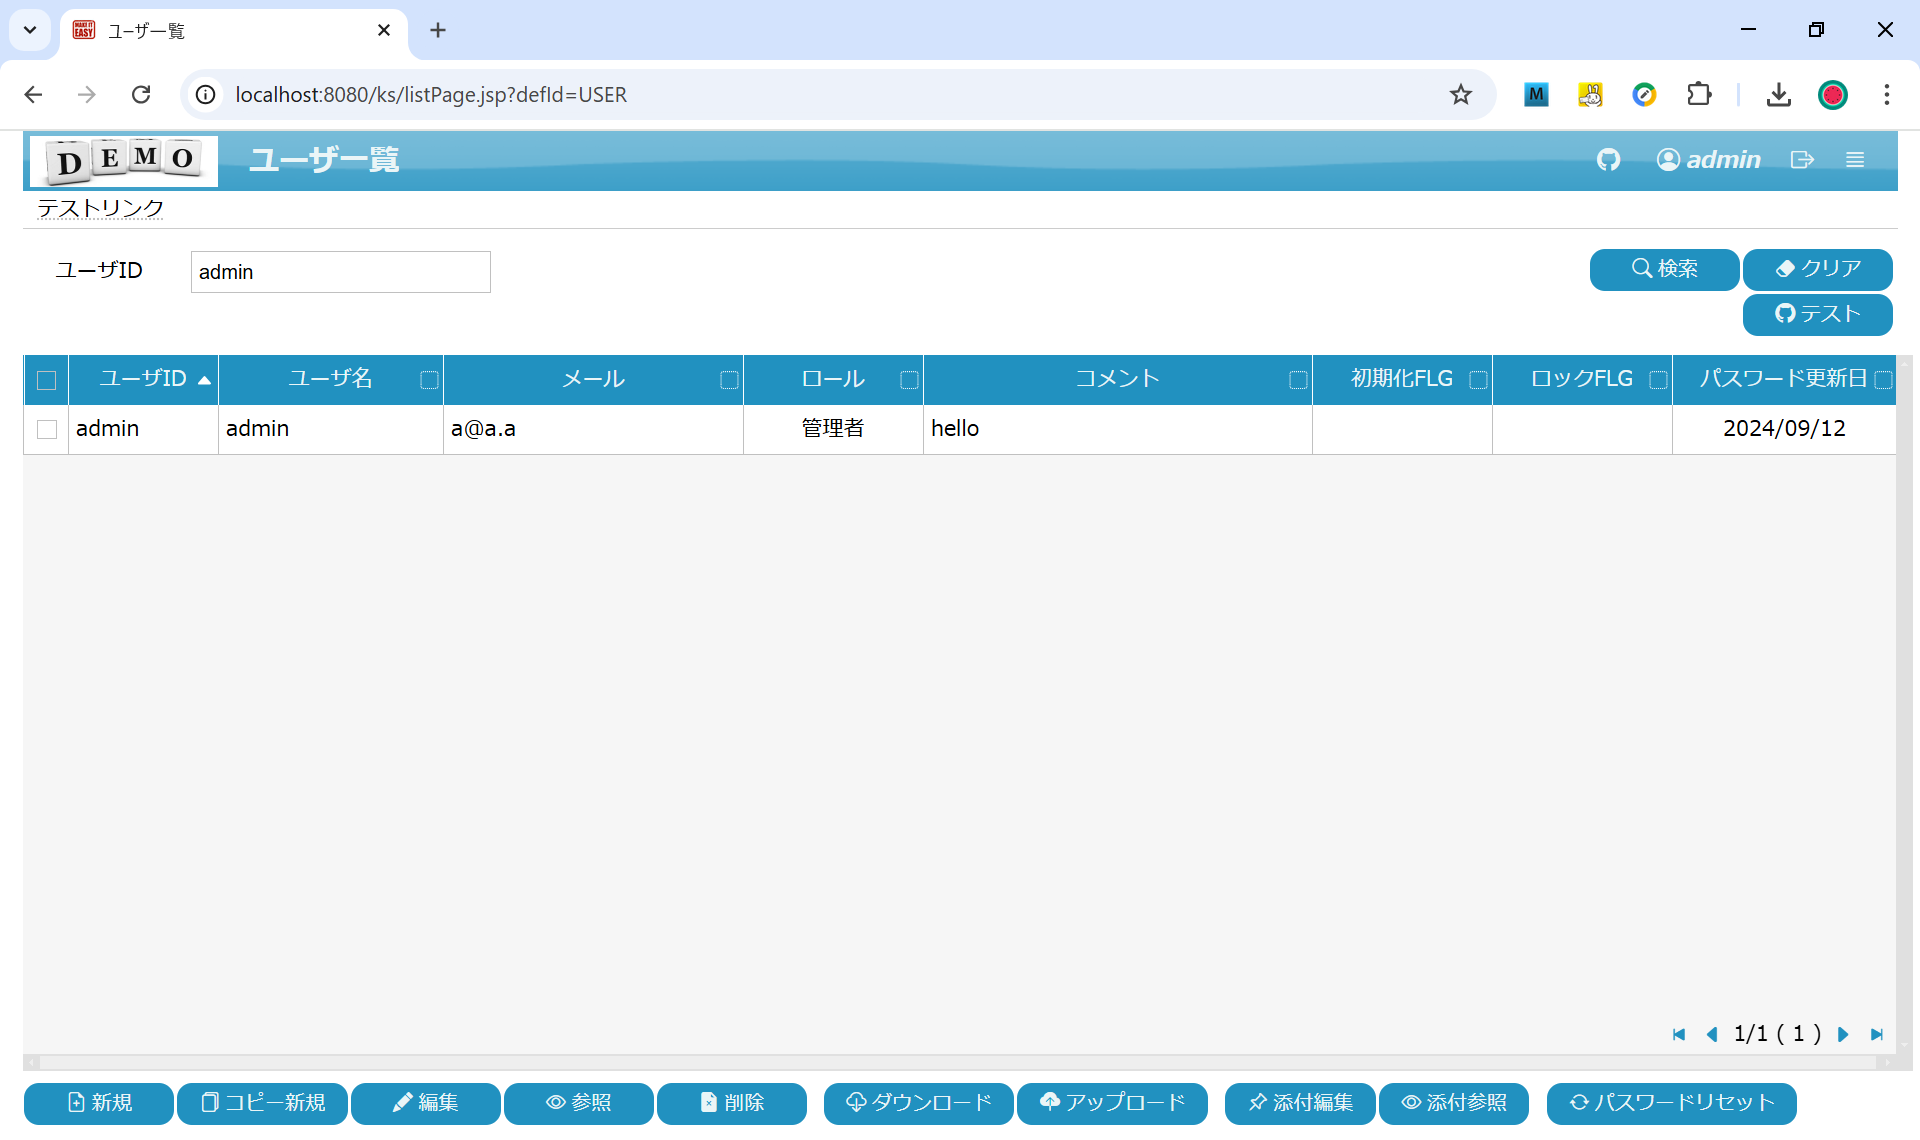 MAKE IT EASY ユーザ一覧
localhost:8080/ks/listPage.jsp?defId=USER M
DEMO ユーザ一覧 admin
テストリンク
ユーザID admin 検索 クリア
テスト
ユーザID ユーザ名 メール ロール コメント 初期化FLG ロックFLG パスワード更新日
admin admin a@a.a 管理者 hello 2024/09/12
1/1 ( 1 )
新規 コピー新規 編集 参照 削除 ダウンロード アップロード 添付編集 添付参照 パスワードリセット